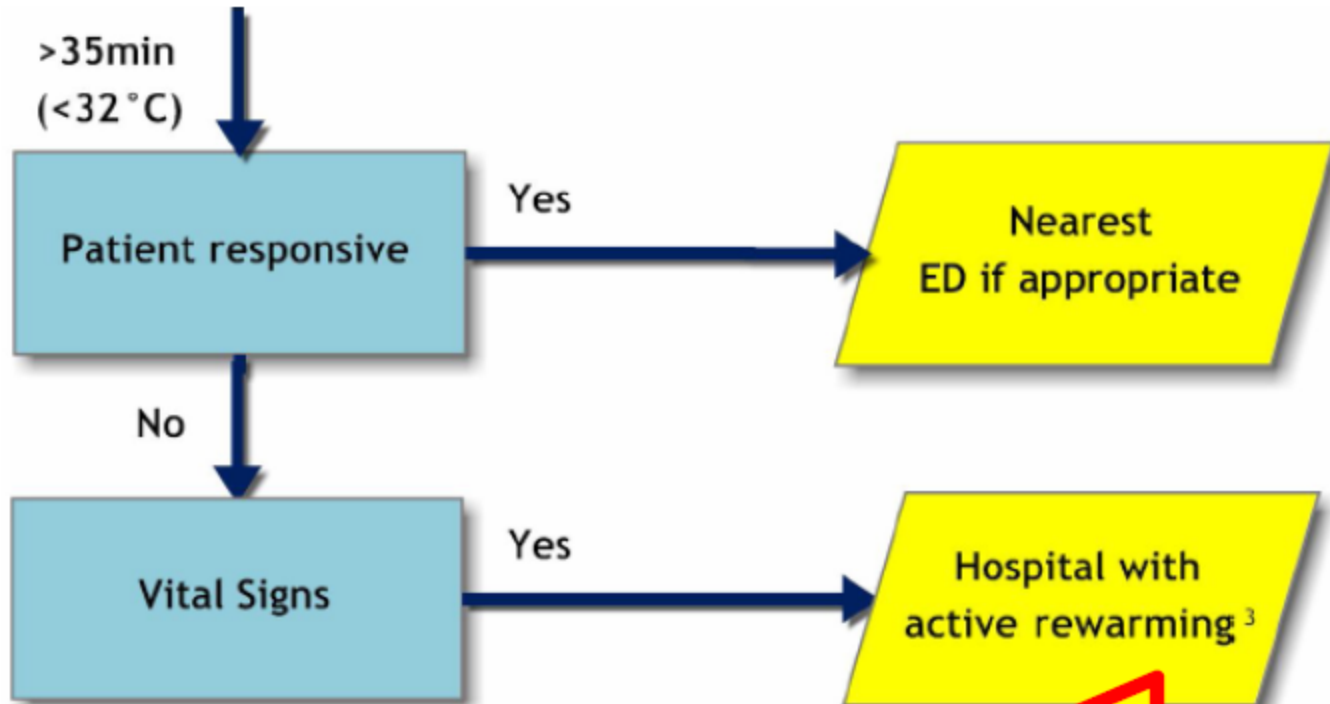 >35min
(<32°C)
Patient responsive
Yes
Nearest
ED if appropriate
No
Vital Signs
Yes
Hospital with
active rewarming ³